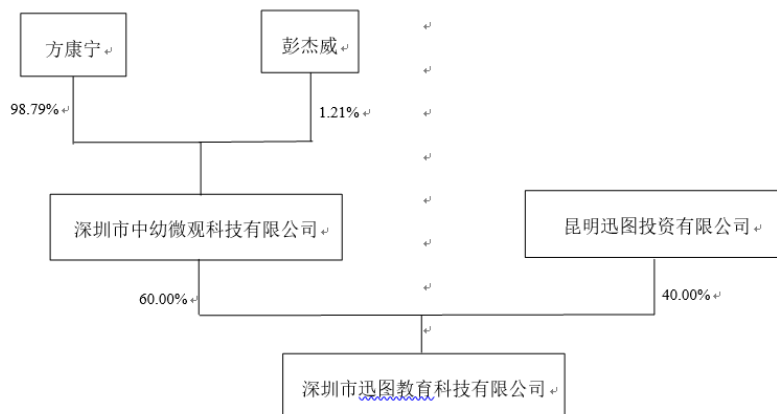 方康宁
彭杰威
98.79%
1.21%
深圳市中幼微观科技有限公司
昆明迅图投资有限公司
60.00%
40.00%
深圳市迅图教育科技有限公司